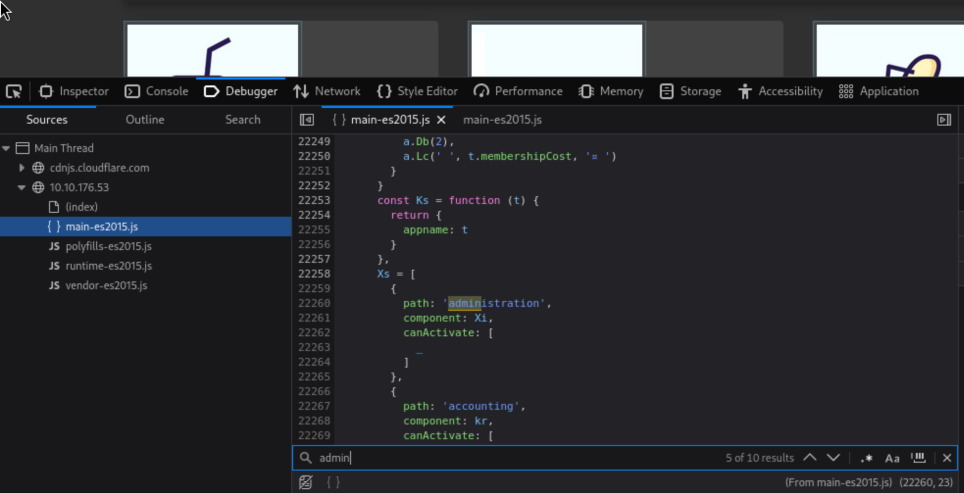 Inspector Console Debugger Network Style Editor Performance Memory Storage Accessibility Application
Sources Outline Search
{ } main-es2015.js main-es2015.js
Main Thread
cdnjs.cloudflare.com
10.10.176.53
(index)
{ } main-es2015.js
JS polyfills-es2015.js
JS runtime-es2015.js
JS vendor-es2015.js
22249 a.Db(2),
22250 a.Lc(' ', t.membershipCost, '¤ ')
22251 }
22252 }
22253 const Ks = function (t) {
22254 return {
22255 appname: t
22256 }
22257 },
22258 Xs = [
22259 {
22260 path: 'administration',
22261 component: Xi,
22262 canActivate: [
22263 _
22264 ]
22265 },
22266 {
22267 path: 'accounting',
22268 component: kr,
22269 canActivate: [
admin 5 of 10 results .* Aa
{ } (From main-es2015.js) (22260, 23)